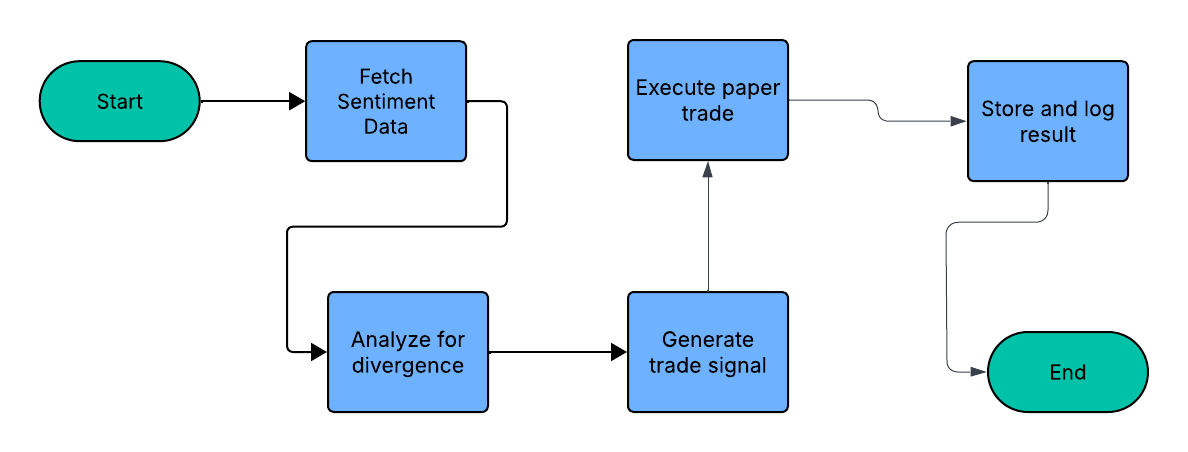 Start
Fetch
Sentiment
Data
Analyze for
divergence
Generate
trade signal
Execute paper
trade
Store and log
result
End